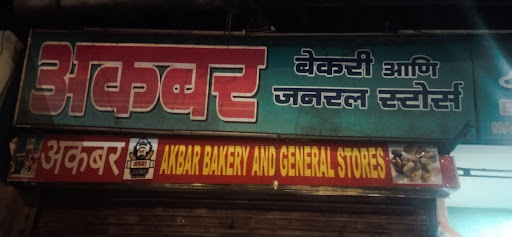 अकबर
बेकरी आणि
जनरल स्टोर्स
अकबर
AKBAR BAKERY AND GENERAL STORES